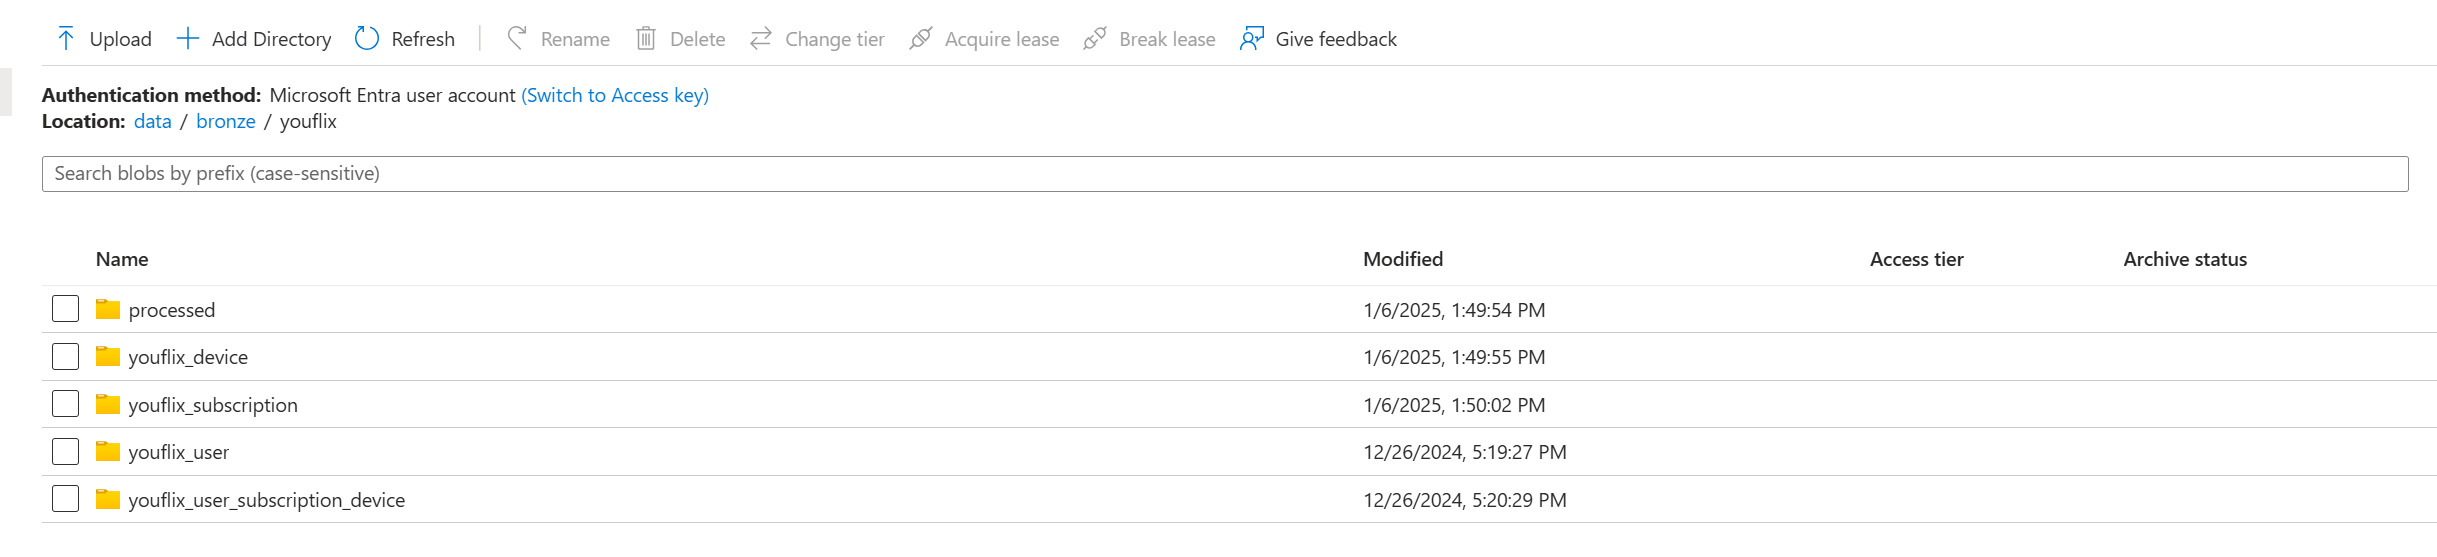 Upload Add Directory Refresh Rename Delete Change tier Acquire lease Break lease Give feedback
Authentication method: Microsoft Entra user account (Switch to Access key)
Location: data / bronze / youflix
Search blobs by prefix (case-sensitive)
Name Modified Access tier Archive status
processed 1/6/2025, 1:49:54 PM
youflix_device 1/6/2025, 1:49:55 PM
youflix_subscription 1/6/2025, 1:50:02 PM
youflix_user 12/26/2024, 5:19:27 PM
youflix_user_subscription_device 12/26/2024, 5:20:29 PM